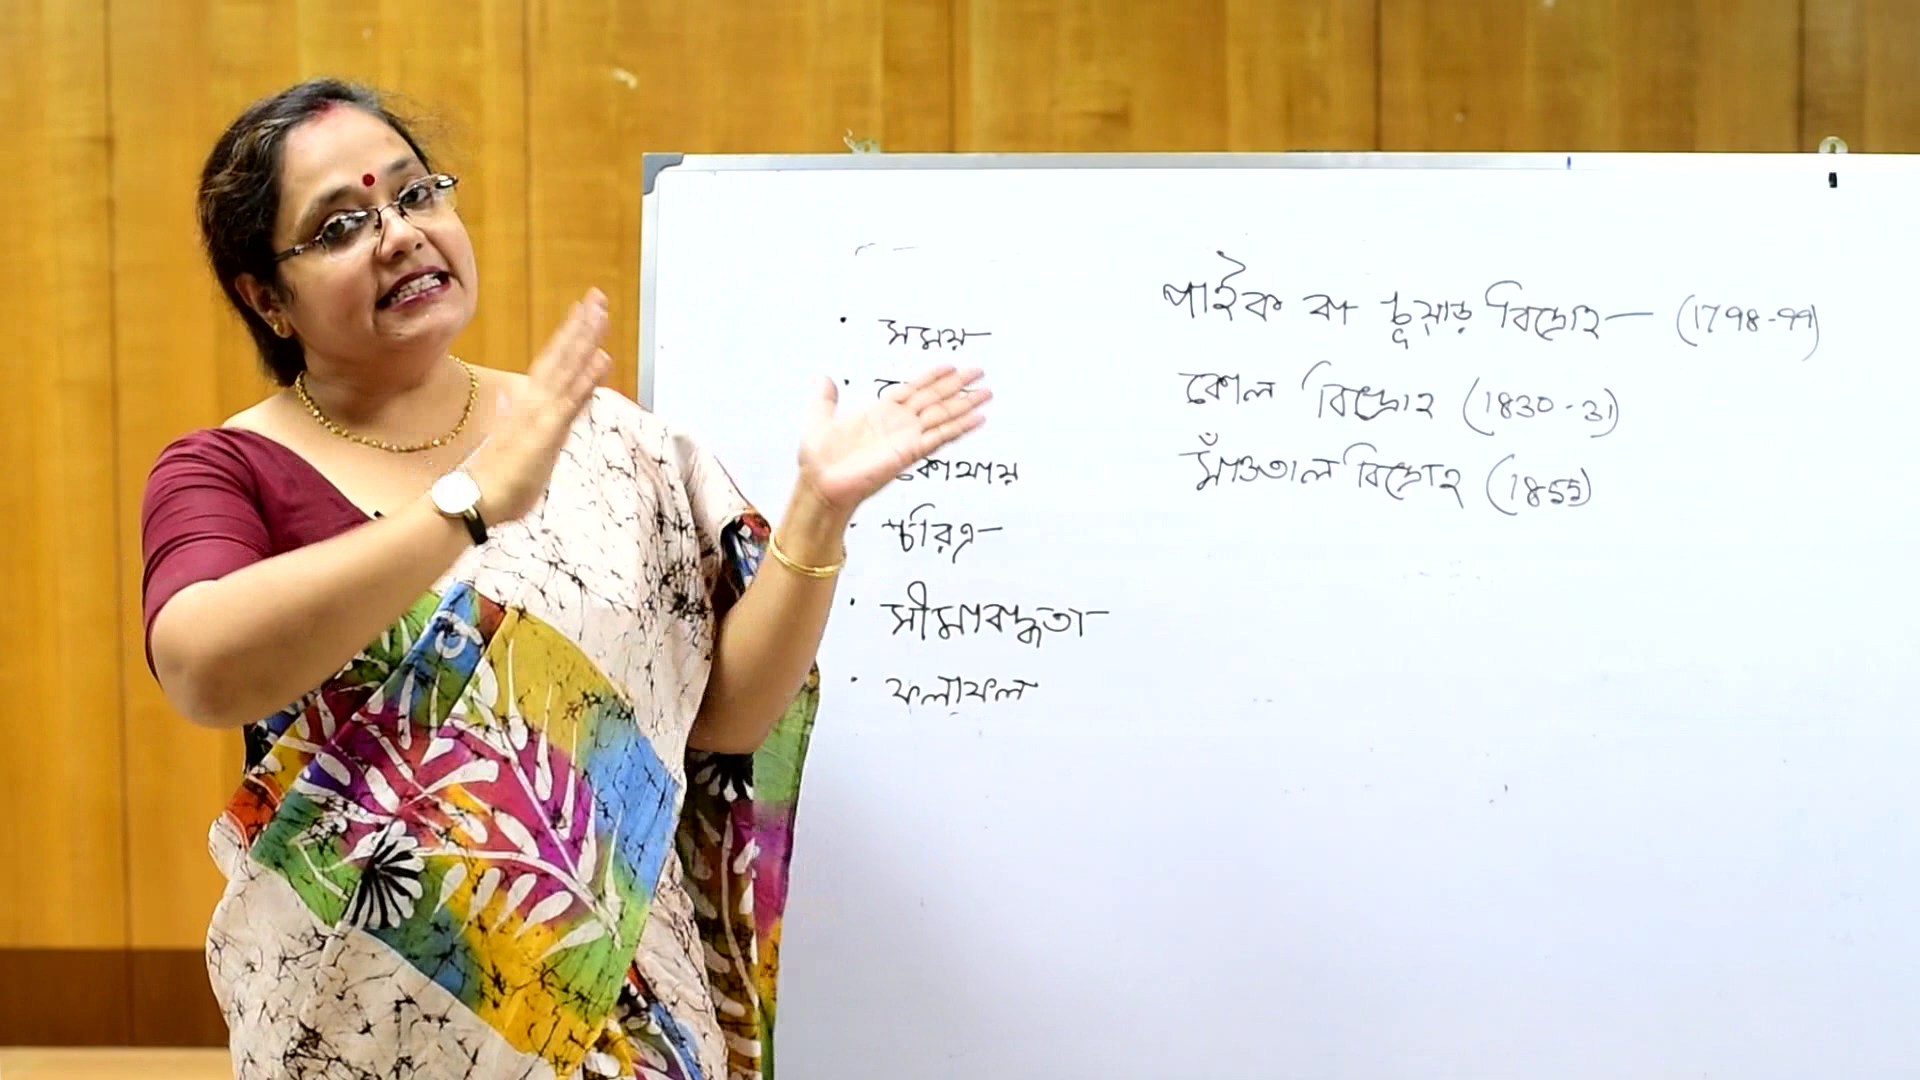 · সময় –
· কোথায়
· চরিত্র –
· সীমাবদ্ধতা –
· ফলাফল
পাইক বা চুয়াড় বিদ্রোহ – (1798-99)
কোল বিদ্রোহ (1830-31)
সাঁওতাল বিদ্রোহ (1855)